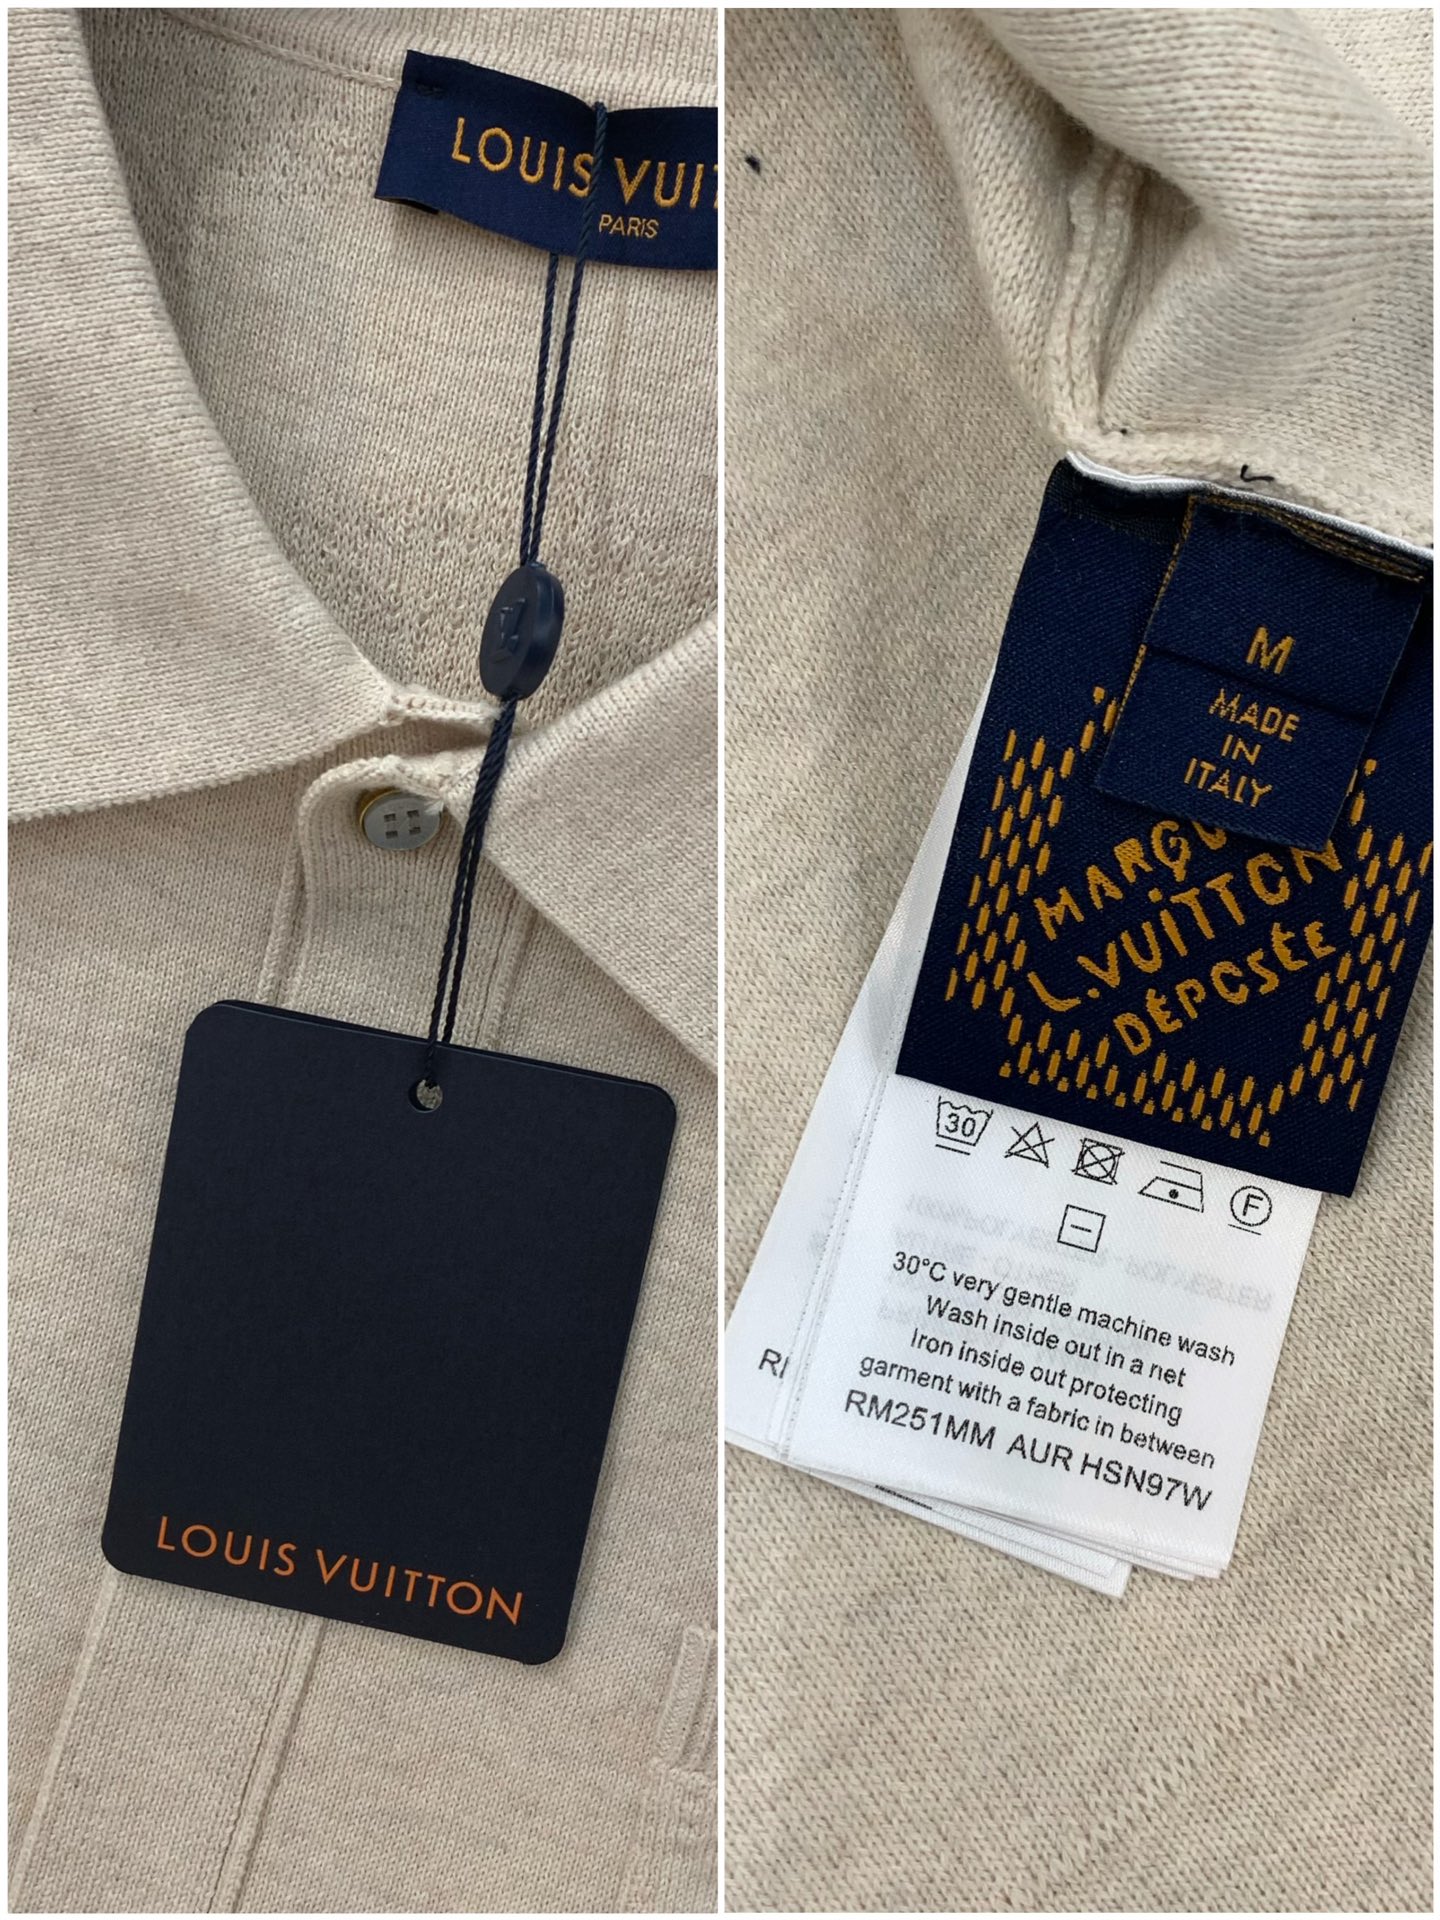 LOUIS VUIT
PARIS
LOUIS VUITTON
M
MADE
IN
ITALY
L.VUITTON
DÉPOSÉE
30
F
30°C very gentle machine wash
Wash inside out in a net
Iron inside out protecting
garment with a fabric in between
RM251MM AUR HSN97W